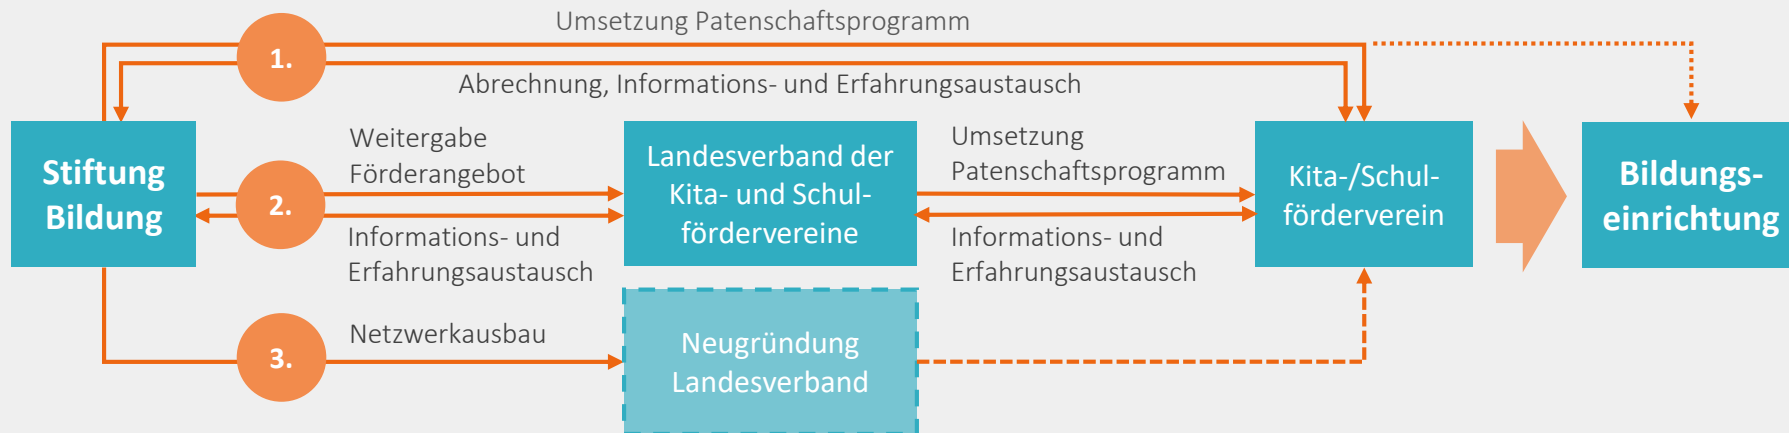 Umsetzung Patenschaftsprogramm
1.
Abrechnung, Informations- und Erfahrungsaustausch
Stiftung
Bildung
2.
Weitergabe
Förderangebot
Informations- und
Erfahrungsaustausch
Landesverband der
Kita- und Schul-
fördervereine
Umsetzung
Patenschaftsprogramm
Informations- und
Erfahrungsaustausch
Kita-/Schul-
förderverein
Bildungs-
einrichtung
3.
Netzwerkausbau
Neugründung
Landesverband